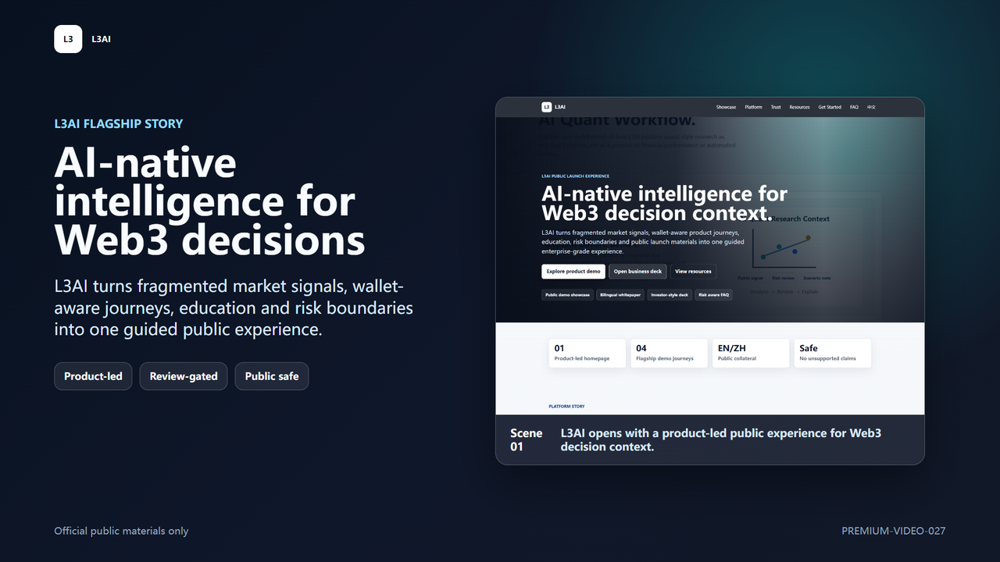 L3 L3AI
L3AI FLAGSHIP STORY
AI-native
intelligence for
Web3 decisions
L3AI turns fragmented market signals, wallet-
aware journeys, education and risk boundaries
into one guided public experience.
Product-led Review-gated Public safe
L3 L3AI Showcase Platform Trust Resources Get Started FAQ 中文
AI Quant Workflow.
L3AI PUBLIC LAUNCH EXPERIENCE
AI-native intelligence for
Web3 decision context.
Research Context
L3AI turns fragmented market signals, wallet-aware product journeys,
education, risk boundaries and public launch materials into one guided
enterprise-grade experience.
Explore product demo Open business deck View resources
Public signal Risk review Scenario note
Analyze → Review → Explain
Public demo showcase Bilingual whitepaper Investor-style deck Risk aware FAQ
01 04 EN/ZH Safe
Product-led homepage Flagship demo journeys Public collateral No unsupported claims
PLATFORM STORY
Scene
01
L3AI opens with a product-led public experience for Web3
decision context.
Official public materials only
PREMIUM-VIDEO-027